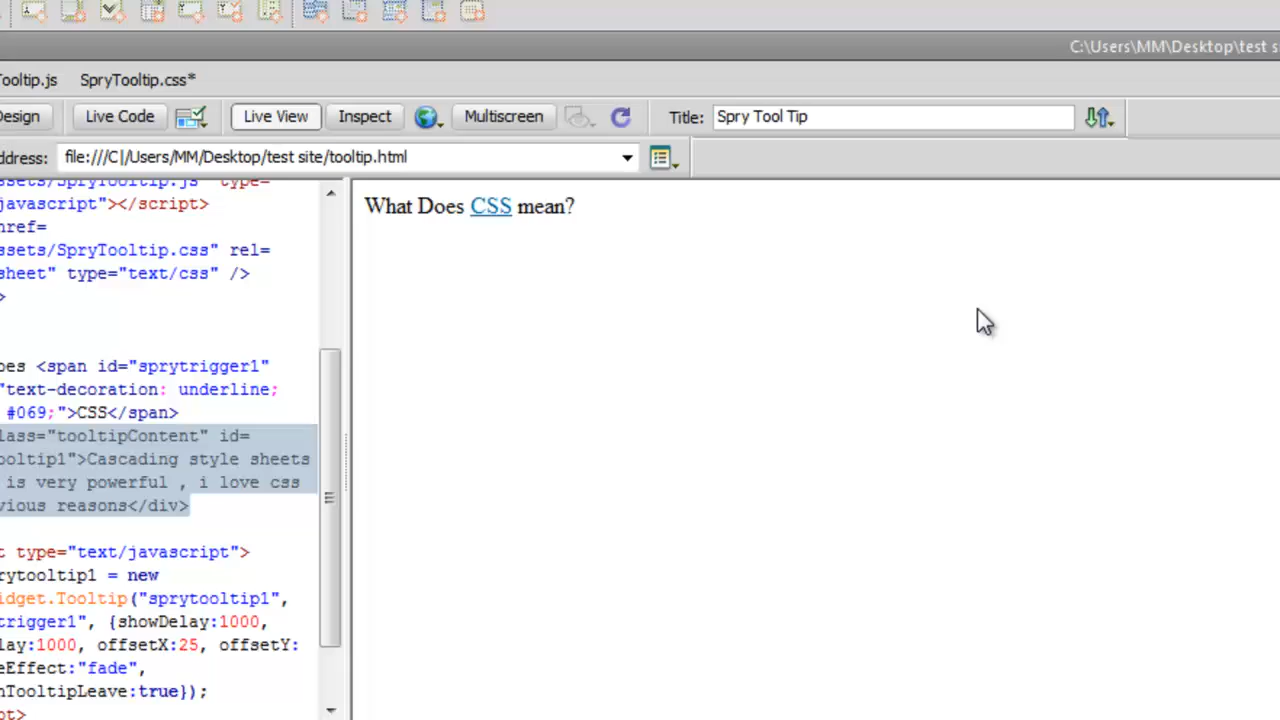 C:\Users\MM\Desktop\test s
Tooltip.js SpryTooltip.css*
Design Live Code Live View Inspect Multiscreen Title: Spry Tool Tip
ddress: file:///C|/Users/MM/Desktop/test site/tooltip.html
ssets/SpryTooltip.js" type=
javascript"></script>
href=
ssets/SpryTooltip.css" rel=
sheet" type="text/css" />
>
oes <span id="sprytrigger1"
"text-decoration: underline;
#069;">CSS</span>
lass="tooltipContent" id=
ooltip1">Cascading style sheets
is very powerful , i love css
vious reasons</div>
t type="text/javascript">
rytooltip1 = new
idget.Tooltip("sprytooltip1",
trigger1", {showDelay:1000,
lay:1000, offsetX:25, offsetY:
eEffect:"fade",
nTooltipLeave:true});
pt>
What Does CSS mean?